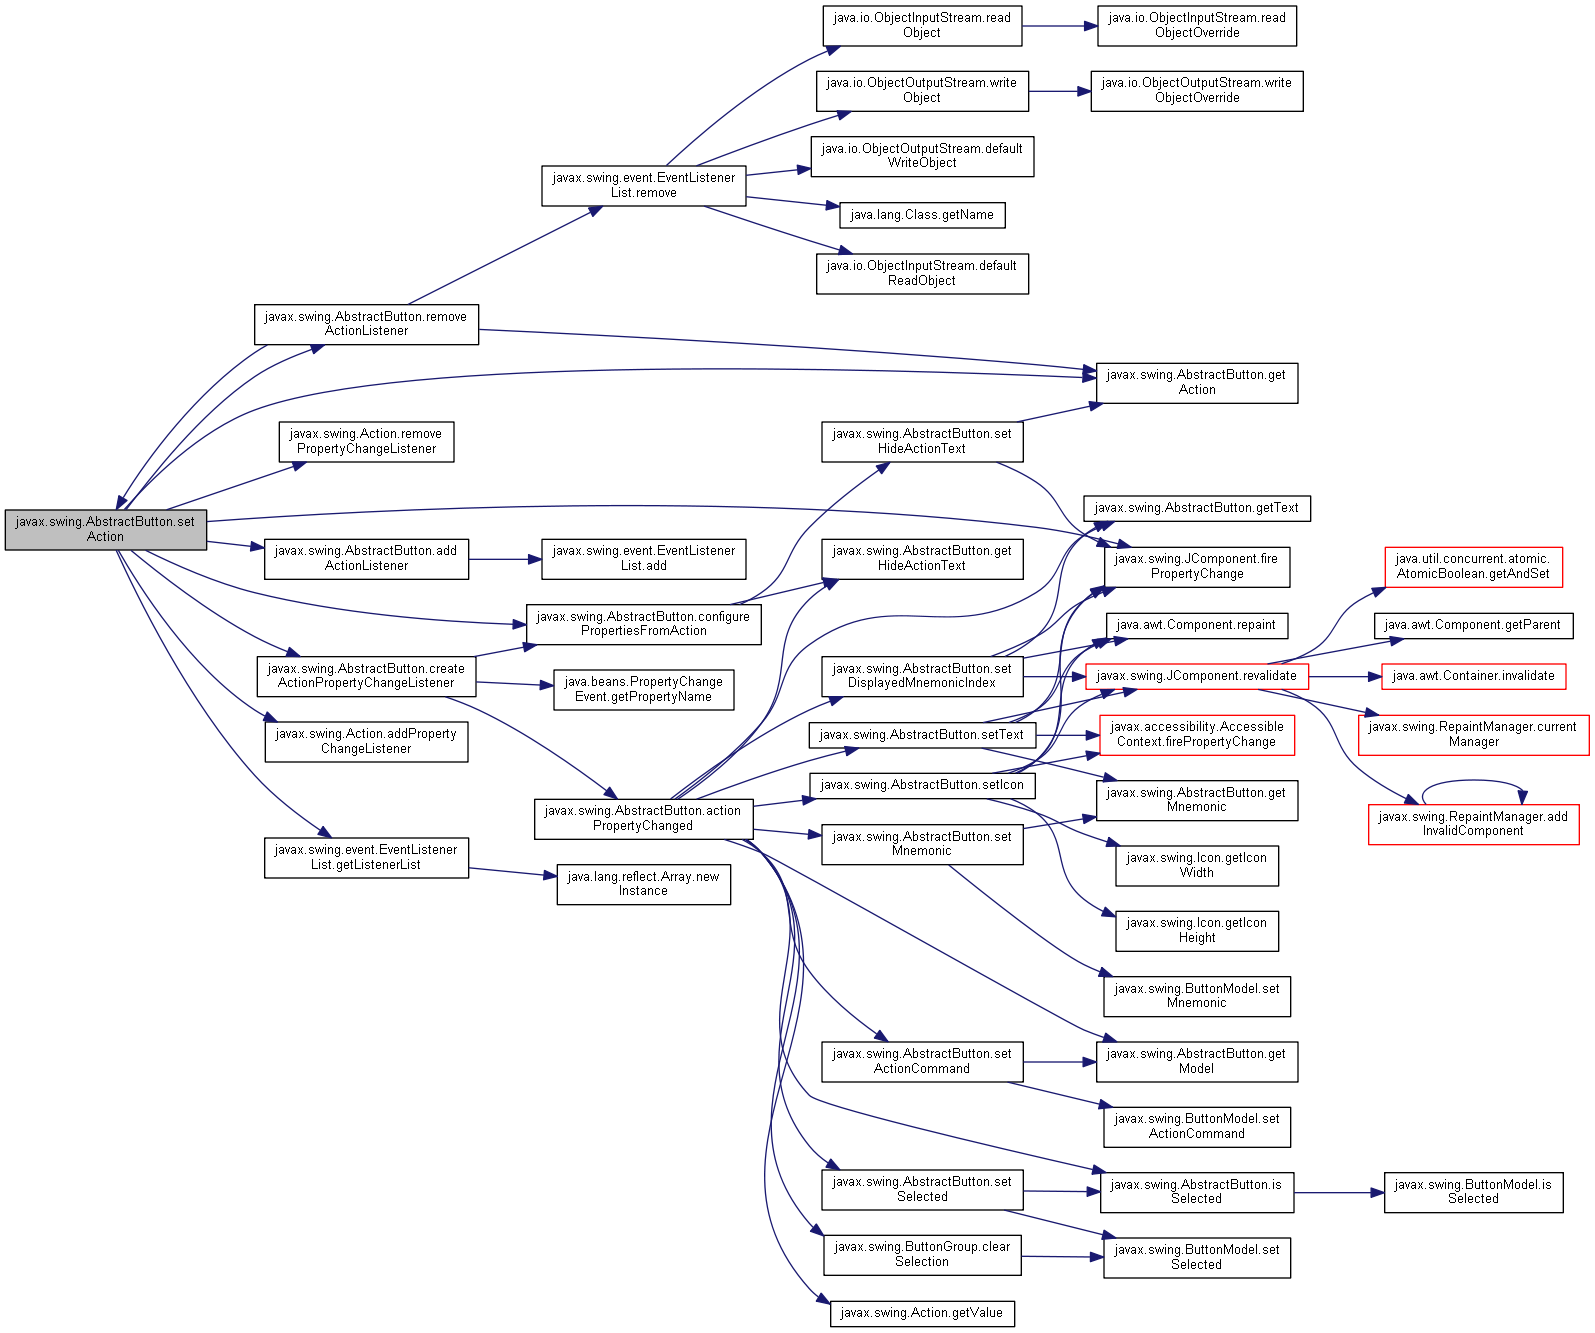 java.io.ObjectInputStream.read
Object
java.io.ObjectInputStream.read
ObjectOverride
java.io.ObjectOutputStream.write
Object
java.io.ObjectOutputStream.write
ObjectOverride
java.io.ObjectOutputStream.default
WriteObject
javax.swing.event.EventListener
List.remove
java.lang.Class.getName
java.io.ObjectInputStream.default
ReadObject
javax.swing.AbstractButton.remove
ActionListener
javax.swing.AbstractButton.get
Action
javax.swing.Action.remove
PropertyChangeListener
javax.swing.AbstractButton.set
HideActionText
javax.swing.AbstractButton.set
Action
javax.swing.AbstractButton.getText
javax.swing.AbstractButton.add
ActionListener
javax.swing.event.EventListener
List.add
javax.swing.AbstractButton.get
HideActionText
javax.swing.JComponent.fire
PropertyChange
java.util.concurrent.atomic.
AtomicBoolean.getAndSet
javax.swing.AbstractButton.configure
PropertiesFromAction
java.awt.Component.repaint
java.awt.Component.getParent
javax.swing.AbstractButton.create
ActionPropertyChangeListener
java.beans.PropertyChange
Event.getPropertyName
javax.swing.AbstractButton.set
DisplayedMnemonicIndex
javax.swing.JComponent.revalidate
java.awt.Container.invalidate
javax.swing.Action.addProperty
ChangeListener
javax.swing.AbstractButton.setText
javax.accessibility.Accessible
Context.firePropertyChange
javax.swing.RepaintManager.current
Manager
javax.swing.AbstractButton.setIcon
javax.swing.AbstractButton.action
PropertyChanged
javax.swing.AbstractButton.get
Mnemonic
javax.swing.RepaintManager.add
InvalidComponent
javax.swing.AbstractButton.set
Mnemonic
javax.swing.event.EventListener
List.getListenerList
java.lang.reflect.Array.new
Instance
javax.swing.Icon.getIcon
Width
javax.swing.Icon.getIcon
Height
javax.swing.ButtonModel.set
Mnemonic
javax.swing.AbstractButton.set
ActionCommand
javax.swing.AbstractButton.get
Model
javax.swing.ButtonModel.set
ActionCommand
javax.swing.AbstractButton.set
Selected
javax.swing.AbstractButton.is
Selected
javax.swing.ButtonModel.is
Selected
javax.swing.ButtonGroup.clear
Selection
javax.swing.ButtonModel.set
Selected
javax.swing.Action.getValue